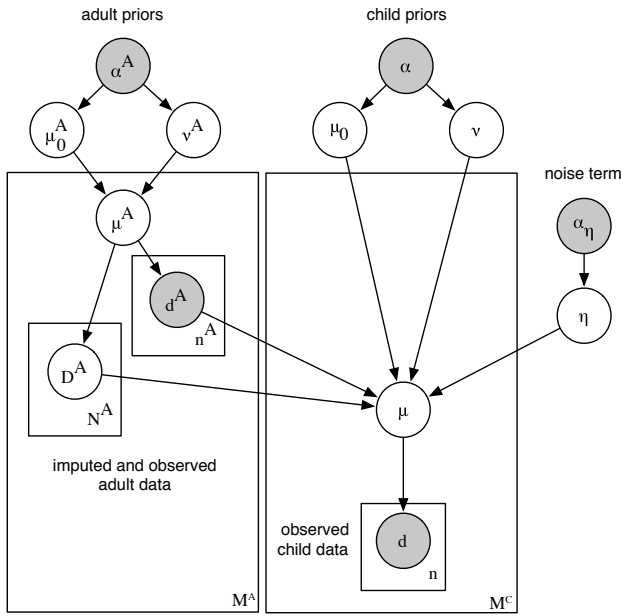 adult priors
child priors
α^A
α
μ_0^A
ν^A
μ_0
ν
noise term
μ^A
α_η
d^A
n^A
η
D^A
N^A
μ
imputed and observed
adult data
observed
child data
d
n
M^A
M^C